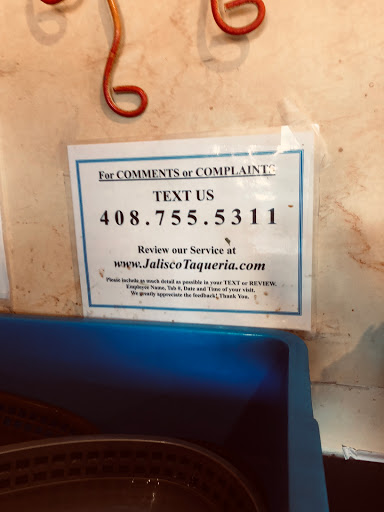 For COMMENTS or COMPLAINTS
TEXT US
408.755.5311
Review our Service at
www.JaliscoTaqueria.com
Please include as much detail as possible in your TEXT or REVIEW.
Employee Name, Tab #, Date and Time of your visit.
We greatly appreciate the feedback! Thank You.